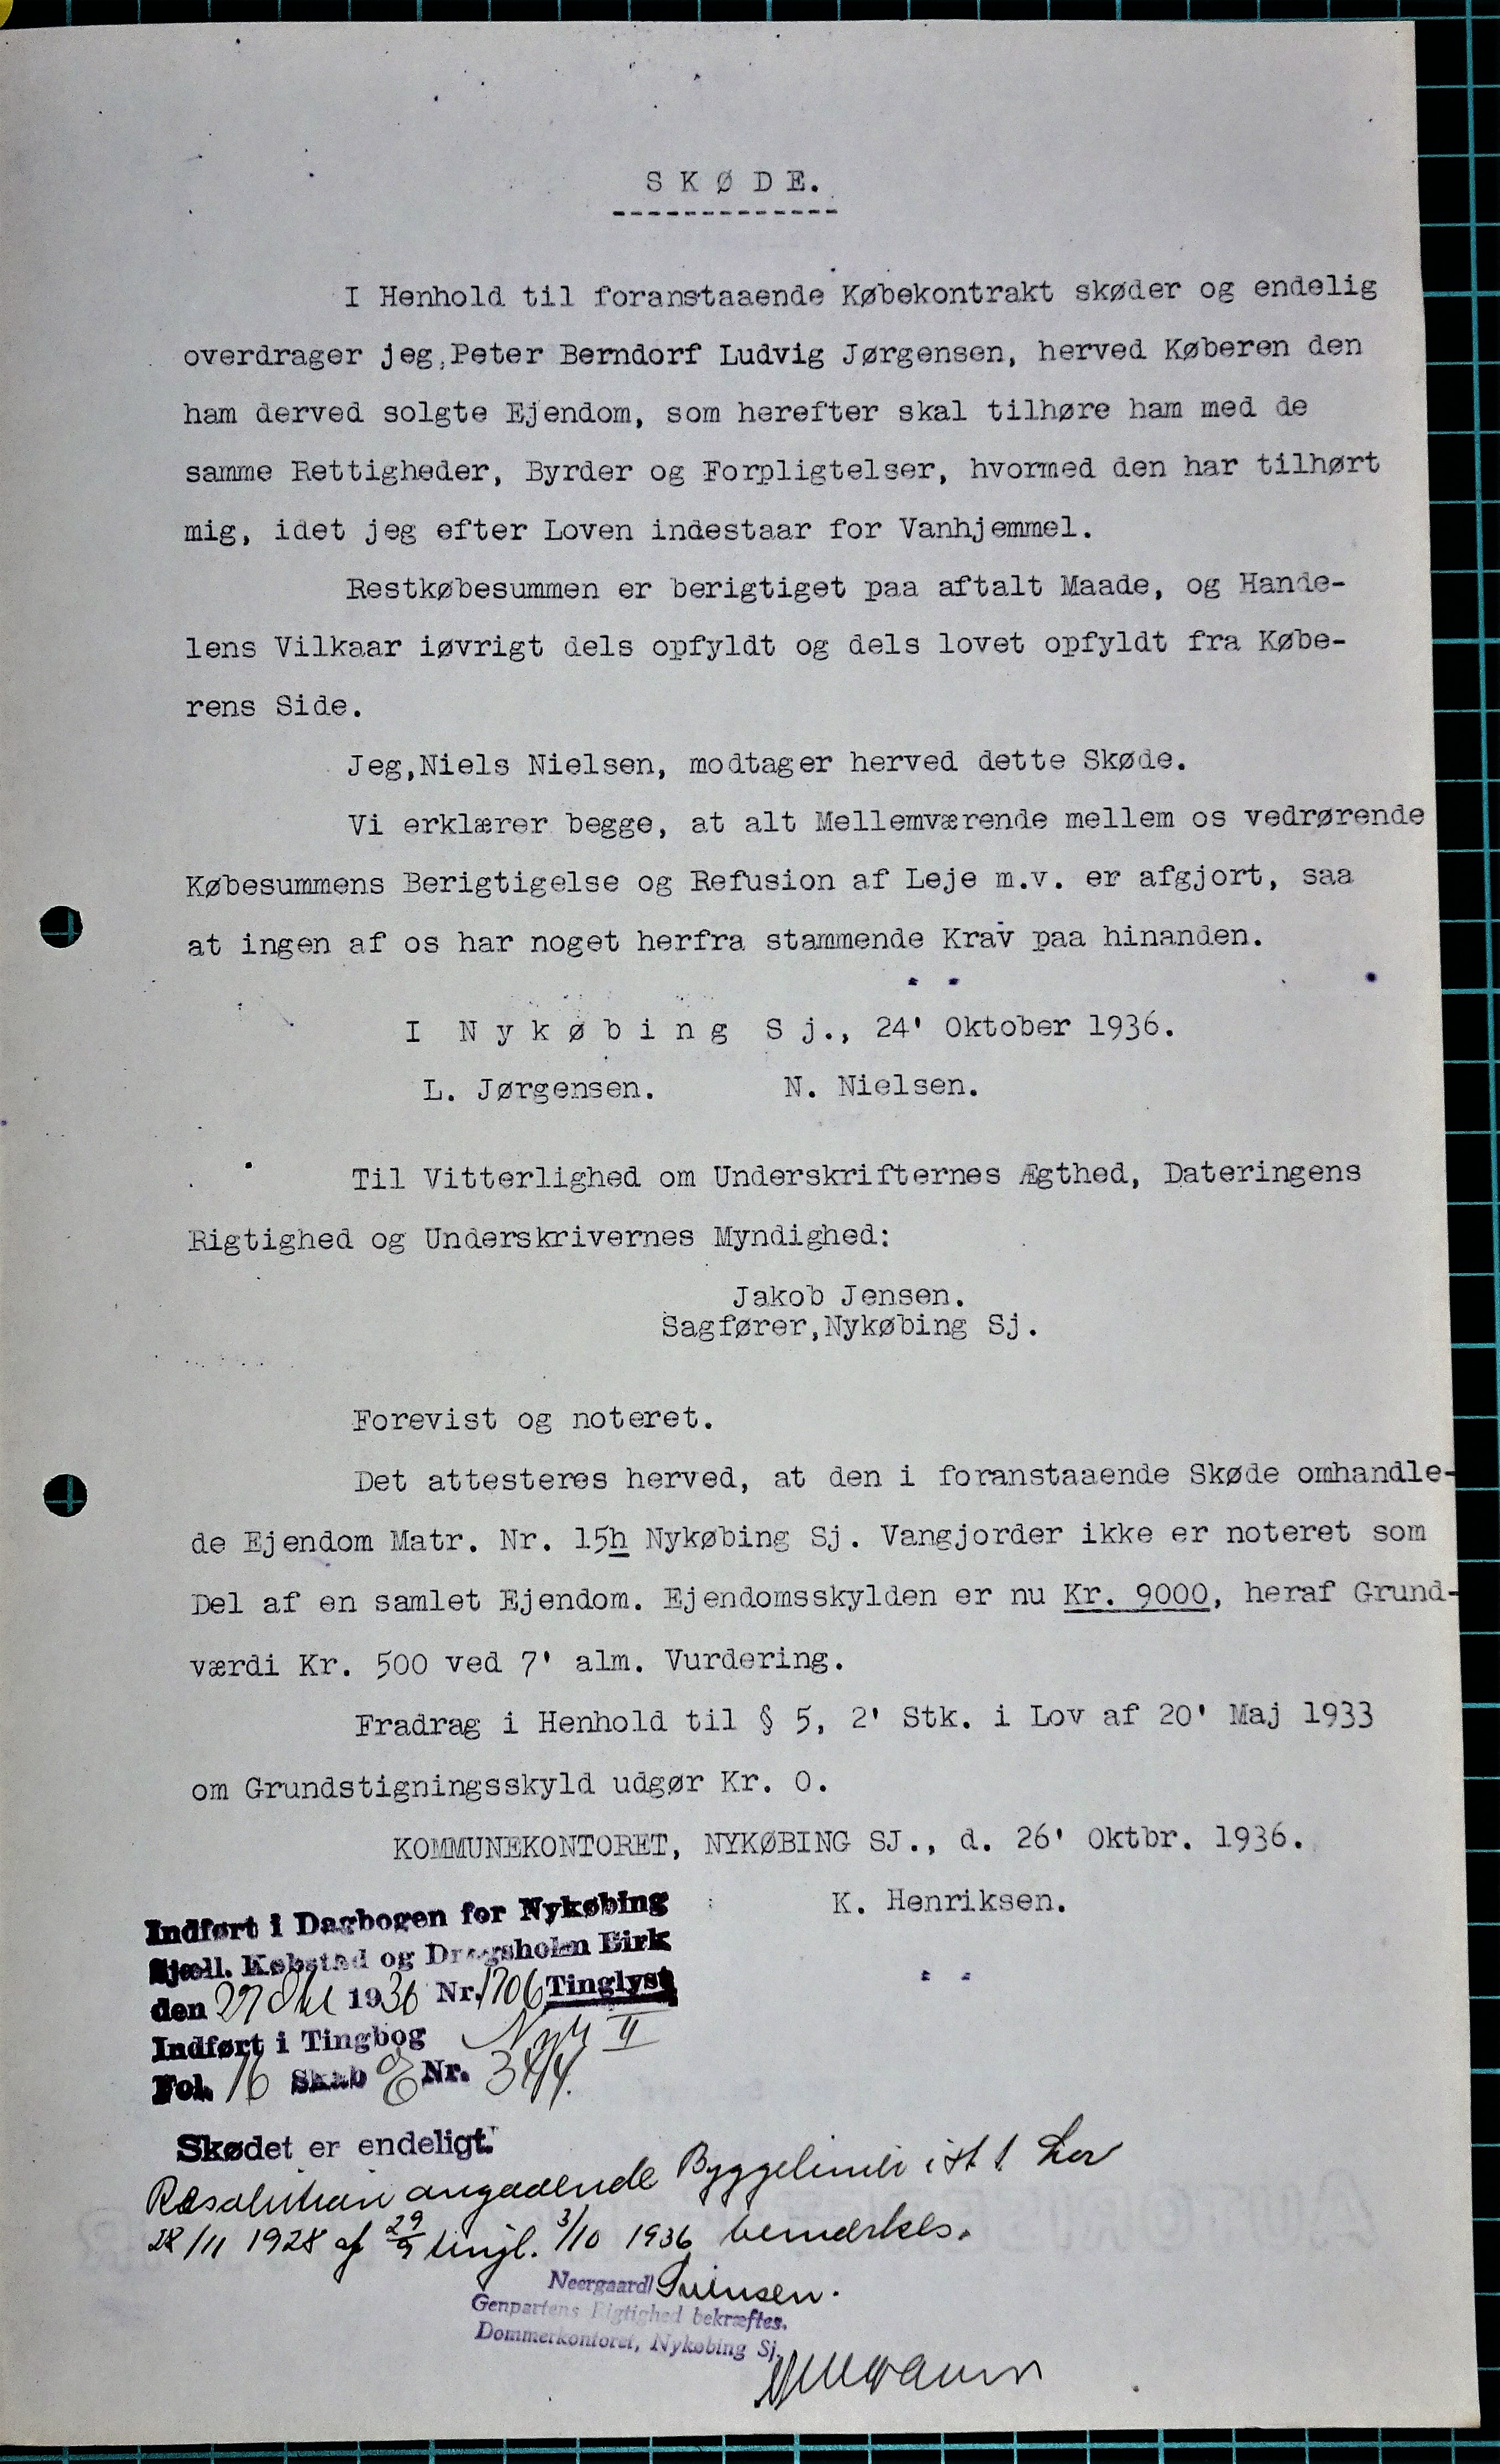 SKØDE.
I Henhold til foranstaaende Købekontrakt skøder og endelig
overdrager jeg, Peter Berndorf Ludvig Jørgensen, herved Køberen den
ham derved solgte Ejendom, som herefter skal tilhøre ham med de
samme Rettigheder, Byrder og Forpligtelser, hvormed den har tilhørt
mig, idet jeg efter Loven indestaar for Vanhjemmel.
Restkøbesummen er berigtiget paa aftalt Maade, og Hande-
lens Vilkaar iøvrigt dels opfyldt og dels lovet opfyldt fra Købe-
rens Side.
Jeg, Niels Nielsen, modtager herved dette Skøde.
Vi erklærer begge, at alt Mellemværende mellem os vedrørende
Købesummens Berigtigelse og Refusion af Leje m.v. er afgjort, saa
at ingen af os har noget herfra stammende Krav paa hinanden.
I Nykøbing Sj., 24' Oktober 1936.
L. Jørgensen. N. Nielsen.
Til Vitterlighed om Underskrifternes Ægthed, Dateringens
Rigtighed og Underskrivernes Myndighed:
Jakob Jensen.
Sagfører, Nykøbing Sj.
Forevist og noteret.
Det attesteres herved, at den i foranstaaende Skøde omhandle-
de Ejendom Matr. Nr. 15h Nykøbing Sj. Vangjorder ikke er noteret som
Del af en samlet Ejendom. Ejendomsskylden er nu Kr. 9000, heraf Grund-
værdi Kr. 500 ved 7' alm. Vurdering.
Fradrag i Henhold til § 5, 2' Stk. i Lov af 20' Maj 1933
om Grundstigningsskyld udgør Kr. 0.
KOMMUNEKONTORET, NYKØBING SJ., d. 26' Oktbr. 1936.
K. Henriksen.
Indført i Dagbogen for Nykøbing
Sjæll. Købstad og Dragsholm Birk
den 27 Okt 1936 Nr. 1706 Tinglyst
Indført i Tingbog Nyk II
Fol. 16 Skab E Nr. 344.
Skødet er endeligt.
Resolution angaaende Byggelinier i H. t. Lov
28/11 1928 af 29/9 tingl. 3/10 1936 bemærkes.
Neergaard Svensen.
Genpartens Rigtighed bekræftes.
Dommerkontoret, Nykøbing Sj.